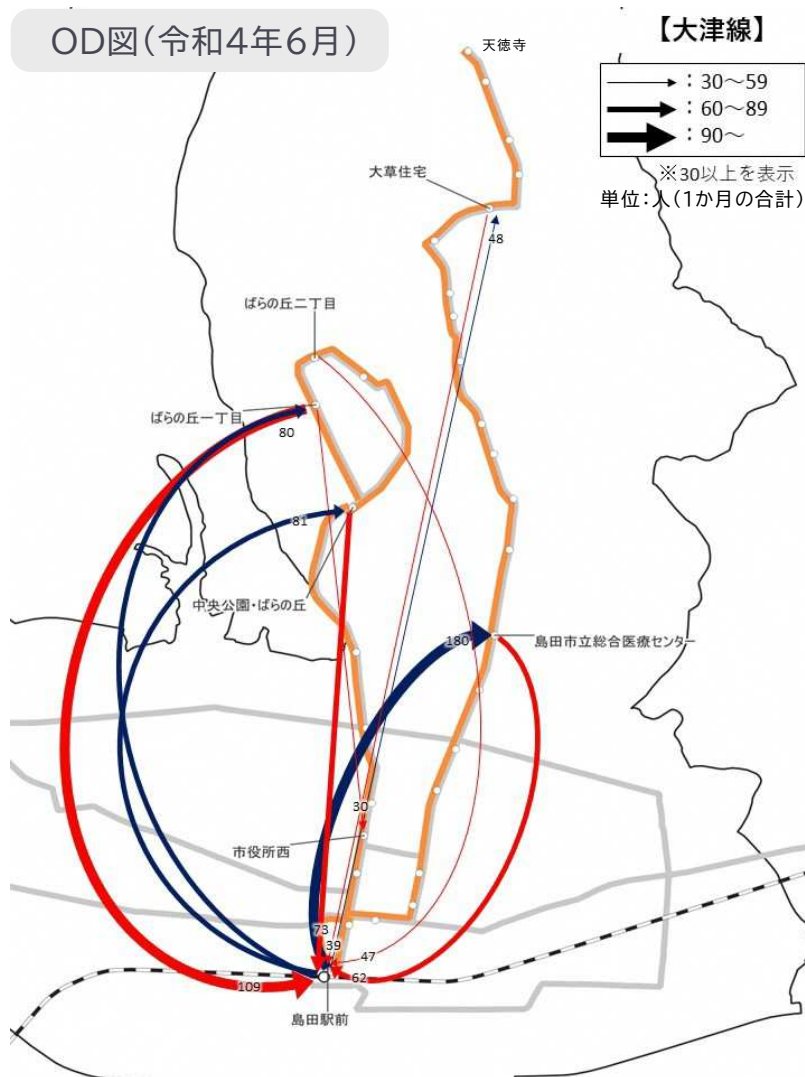 OD図(令和4年6月)
【大津線】
:30～59
:60～89
:90～
※30以上を表示
単位:人(1か月の合計)
天徳寺
大草住宅
48
ばらの丘二丁目
ばらの丘一丁目
80
81
中央公園・ばらの丘
180
島田市立総合医療センター
30
市役所西
73
39
47
62
109
島田駅前